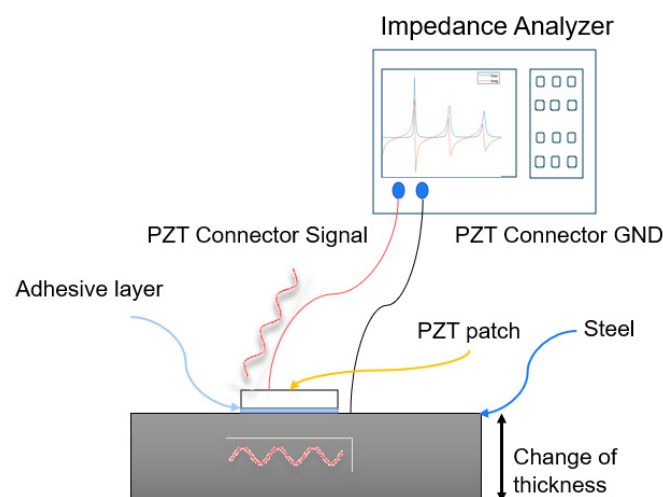 Impedance Analyzer
PZT Connector Signal
PZT Connector GND
Adhesive layer
PZT patch
Steel
Change of
thickness